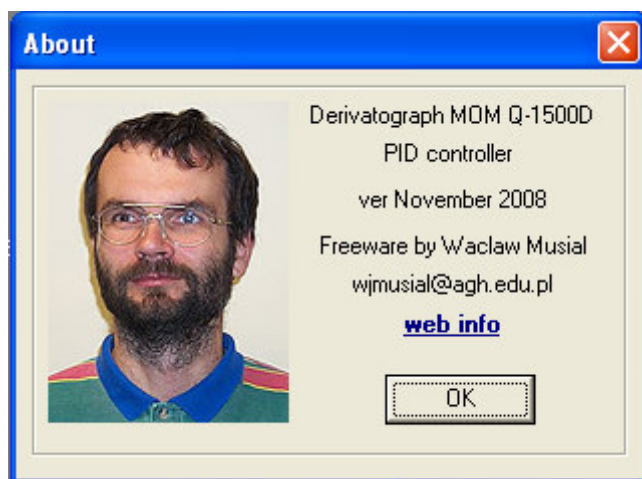 About
Derivatograph MOM Q-1500D
PID controller
ver November 2008
Freeware by Waclaw Musial
wjmusial@agh.edu.pl
web info
OK